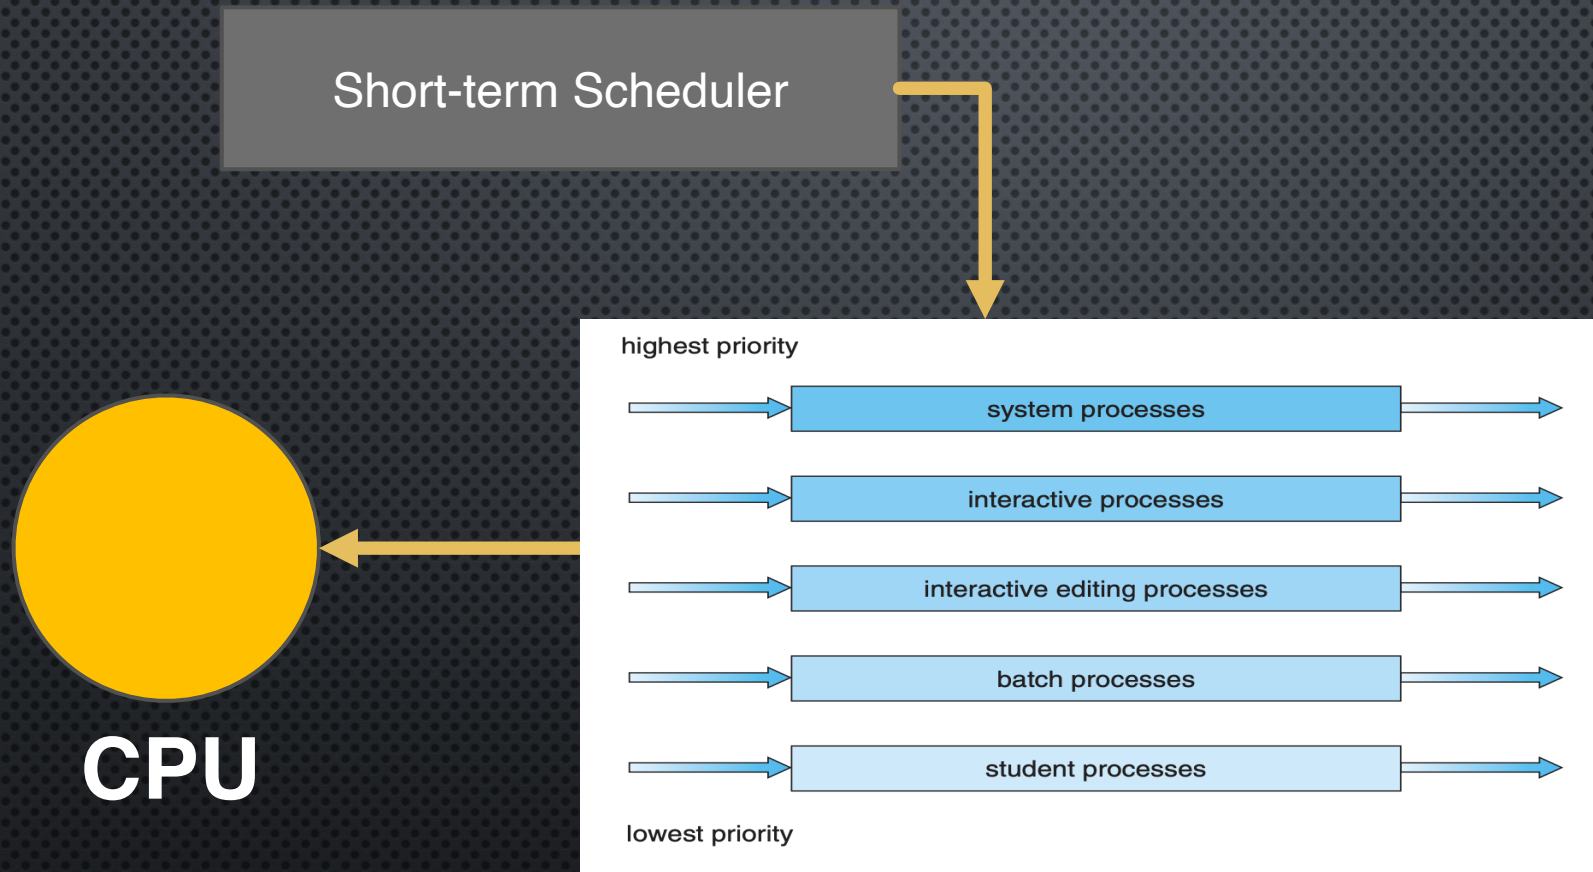 Short-term Scheduler
highest priority
system processes
interactive processes
interactive editing processes
batch processes
student processes
lowest priority
CPU